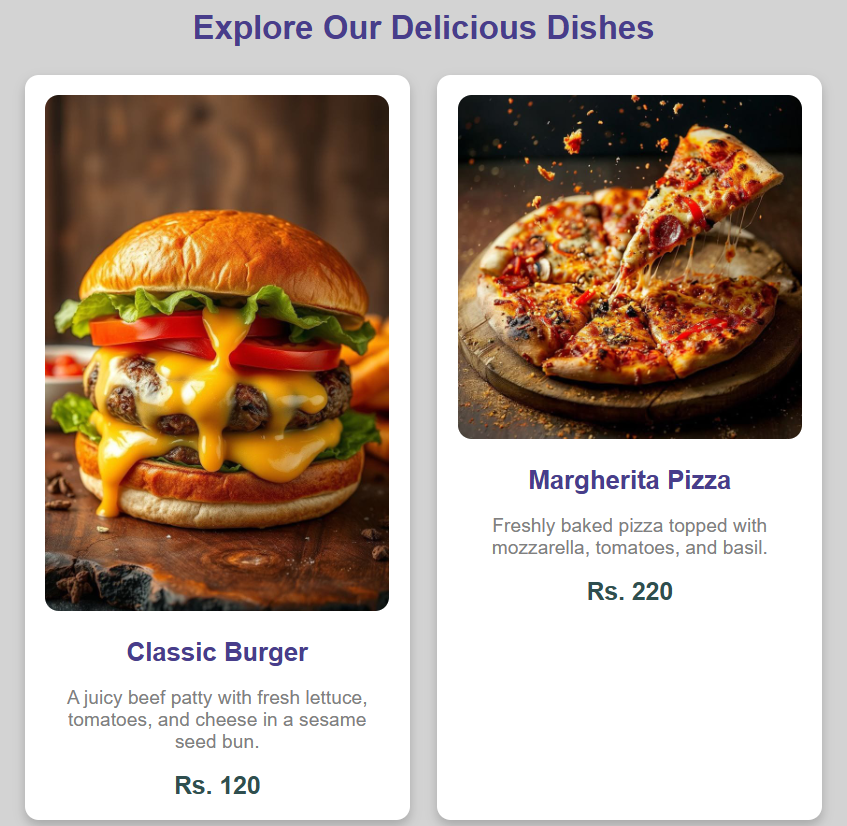 Explore Our Delicious Dishes
Classic Burger
A juicy beef patty with fresh lettuce,
tomatoes, and cheese in a sesame
seed bun.
Rs. 120
Margherita Pizza
Freshly baked pizza topped with
mozzarella, tomatoes, and basil.
Rs. 220